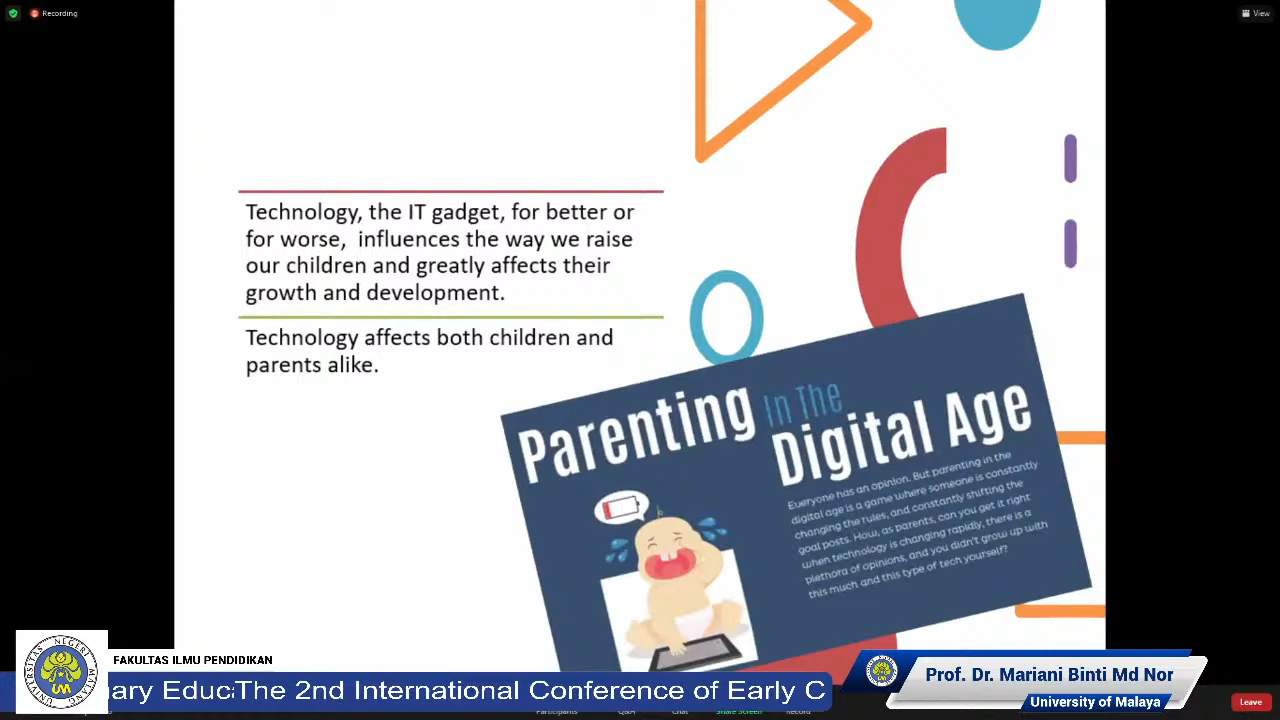 Recording
View
Technology, the IT gadget, for better or
for worse, influences the way we raise
our children and greatly affects their
growth and development.
Technology affects both children and
parents alike.
Parenting In The
Digital Age
Everyone has an opinion. But parenting in the
digital age is a game where someone is constantly
changing the rules, and constantly shifting the
goal posts. How, as parents, can you get it right
when technology is changing rapidly, there is a
plethora of opinions, and you didn't grow up with
this much and this type of tech yourself?
UNIVERSITAS NEGERI MALANG
UM
FAKULTAS ILMU PENDIDIKAN
The 2nd International Conference of Early C
Prof. Dr. Mariani Binti Md Nor
University of Malaya
Participants
Q&A
Chat
Share Screen
Record
Leave